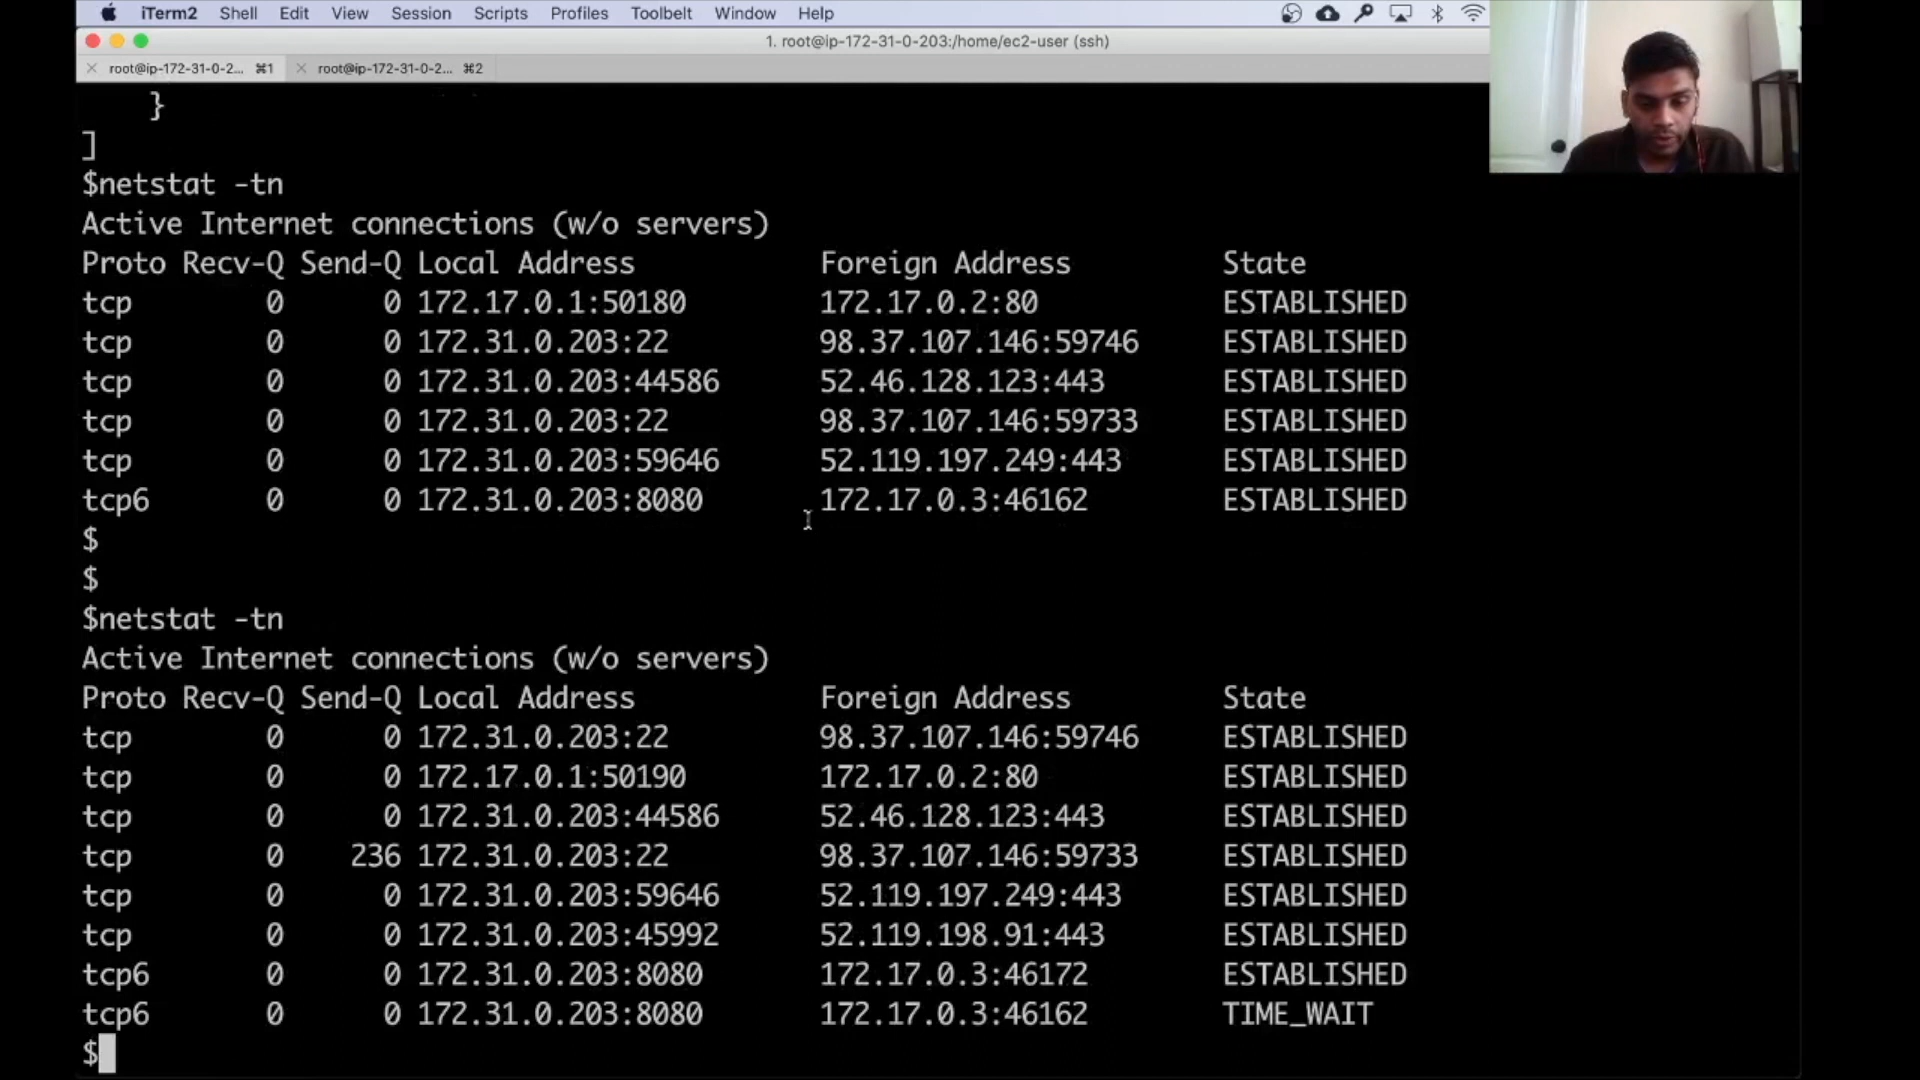 iTerm2 Shell Edit View Session Scripts Profiles Toolbelt Window Help
1. root@ip-172-31-0-203:/home/ec2-user (ssh)
root@ip-172-31-0-2... ⌘1 root@ip-172-31-0-2... ⌘2
}
]
$netstat -tn
Active Internet connections (w/o servers)
Proto Recv-Q Send-Q Local Address Foreign Address State
tcp 0 0 172.17.0.1:50180 172.17.0.2:80 ESTABLISHED
tcp 0 0 172.31.0.203:22 98.37.107.146:59746 ESTABLISHED
tcp 0 0 172.31.0.203:44586 52.46.128.123:443 ESTABLISHED
tcp 0 0 172.31.0.203:22 98.37.107.146:59733 ESTABLISHED
tcp 0 0 172.31.0.203:59646 52.119.197.249:443 ESTABLISHED
tcp6 0 0 172.31.0.203:8080 172.17.0.3:46162 ESTABLISHED
$
$
$netstat -tn
Active Internet connections (w/o servers)
Proto Recv-Q Send-Q Local Address Foreign Address State
tcp 0 0 172.31.0.203:22 98.37.107.146:59746 ESTABLISHED
tcp 0 0 172.17.0.1:50190 172.17.0.2:80 ESTABLISHED
tcp 0 0 172.31.0.203:44586 52.46.128.123:443 ESTABLISHED
tcp 0 236 172.31.0.203:22 98.37.107.146:59733 ESTABLISHED
tcp 0 0 172.31.0.203:59646 52.119.197.249:443 ESTABLISHED
tcp 0 0 172.31.0.203:45992 52.119.198.91:443 ESTABLISHED
tcp6 0 0 172.31.0.203:8080 172.17.0.3:46172 ESTABLISHED
tcp6 0 0 172.31.0.203:8080 172.17.0.3:46162 TIME_WAIT
$